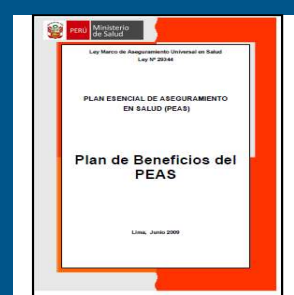 PERÚ
Ministerio
de Salud
Ley Marco de Aseguramiento Universal en Salud
Ley N° 29344
PLAN ESENCIAL DE ASEGURAMIENTO
EN SALUD (PEAS)
Plan de Beneficios del
PEAS
Lima, Junio 2009